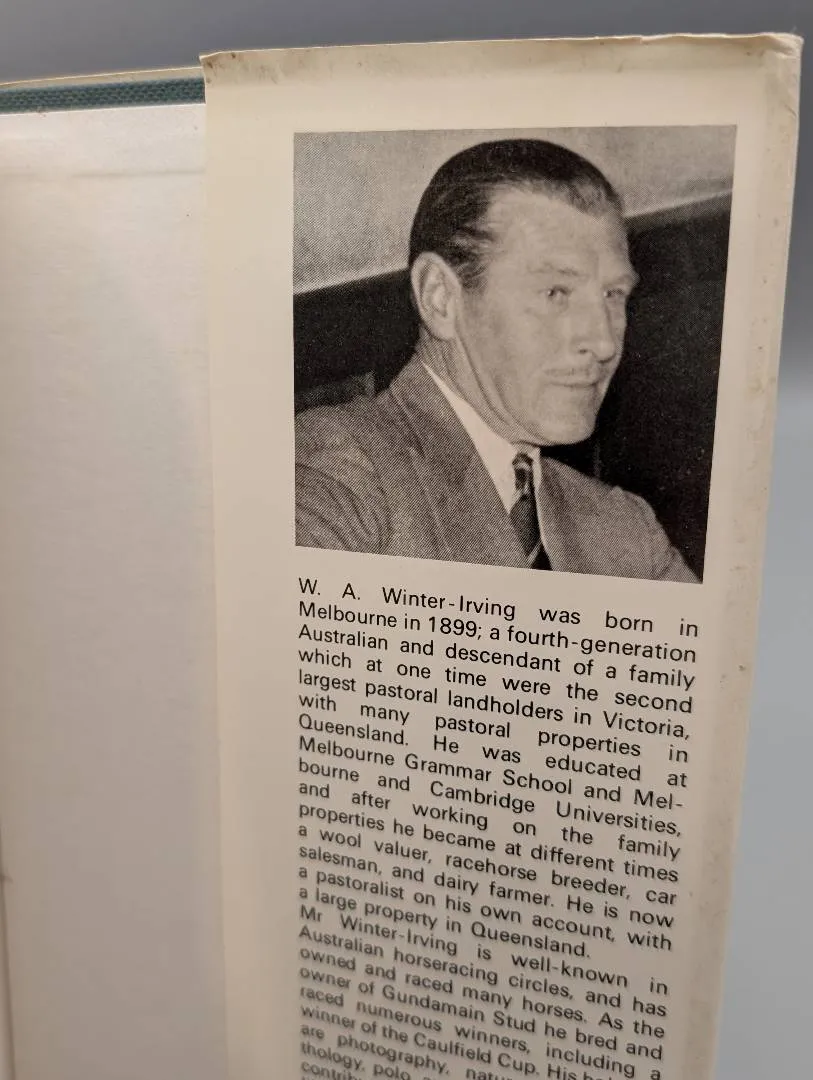 W. A. Winter-Irving was born in
Melbourne in 1899; a fourth-generation
Australian and descendant of a family
which at one time were the second
largest pastoral landholders in Victoria,
with many pastoral properties in
Queensland. He was educated at
Melbourne Grammar School and Mel-
bourne and Cambridge Universities,
and after working on the family
properties he became at different times
a wool valuer, racehorse breeder, car
salesman, and dairy farmer. He is now
a pastoralist on his own account, with
a large property in Queensland.
Mr Winter-Irving is well-known in
Australian horseracing circles, and has
owned and raced many horses. As the
owner of Gundamain Stud he bred and
raced numerous winners, including a
winner of the Caulfield Cup. His
are photography,
thology, polo